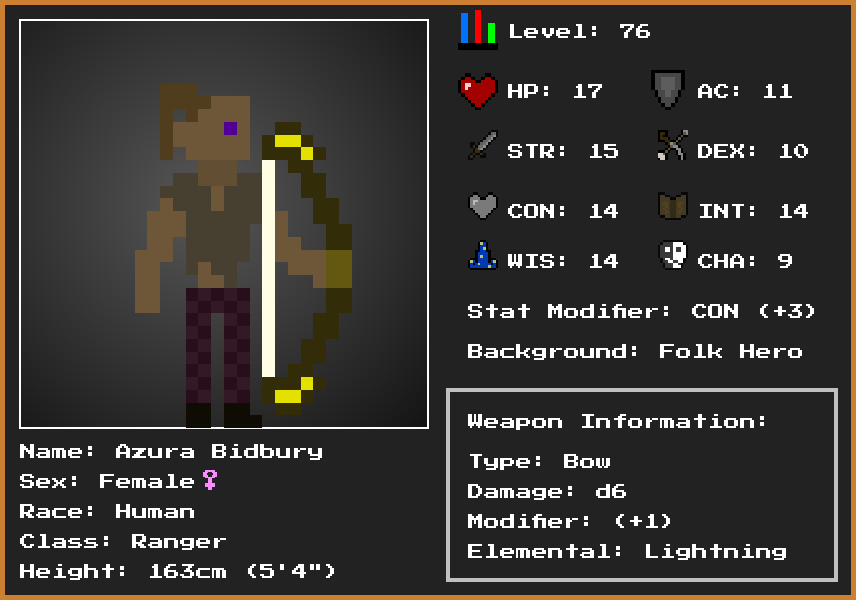 Level: 76
HP: 17 AC: 11
STR: 15 DEX: 10
CON: 14 INT: 14
WIS: 14 CHA: 9
Stat Modifier: CON (+3)
Background: Folk Hero
Weapon Information:
Type: Bow
Damage: d6
Modifier: (+1)
Elemental: Lightning
Name: Azura Bidbury
Sex: Female♀
Race: Human
Class: Ranger
Height: 163cm (5'4")